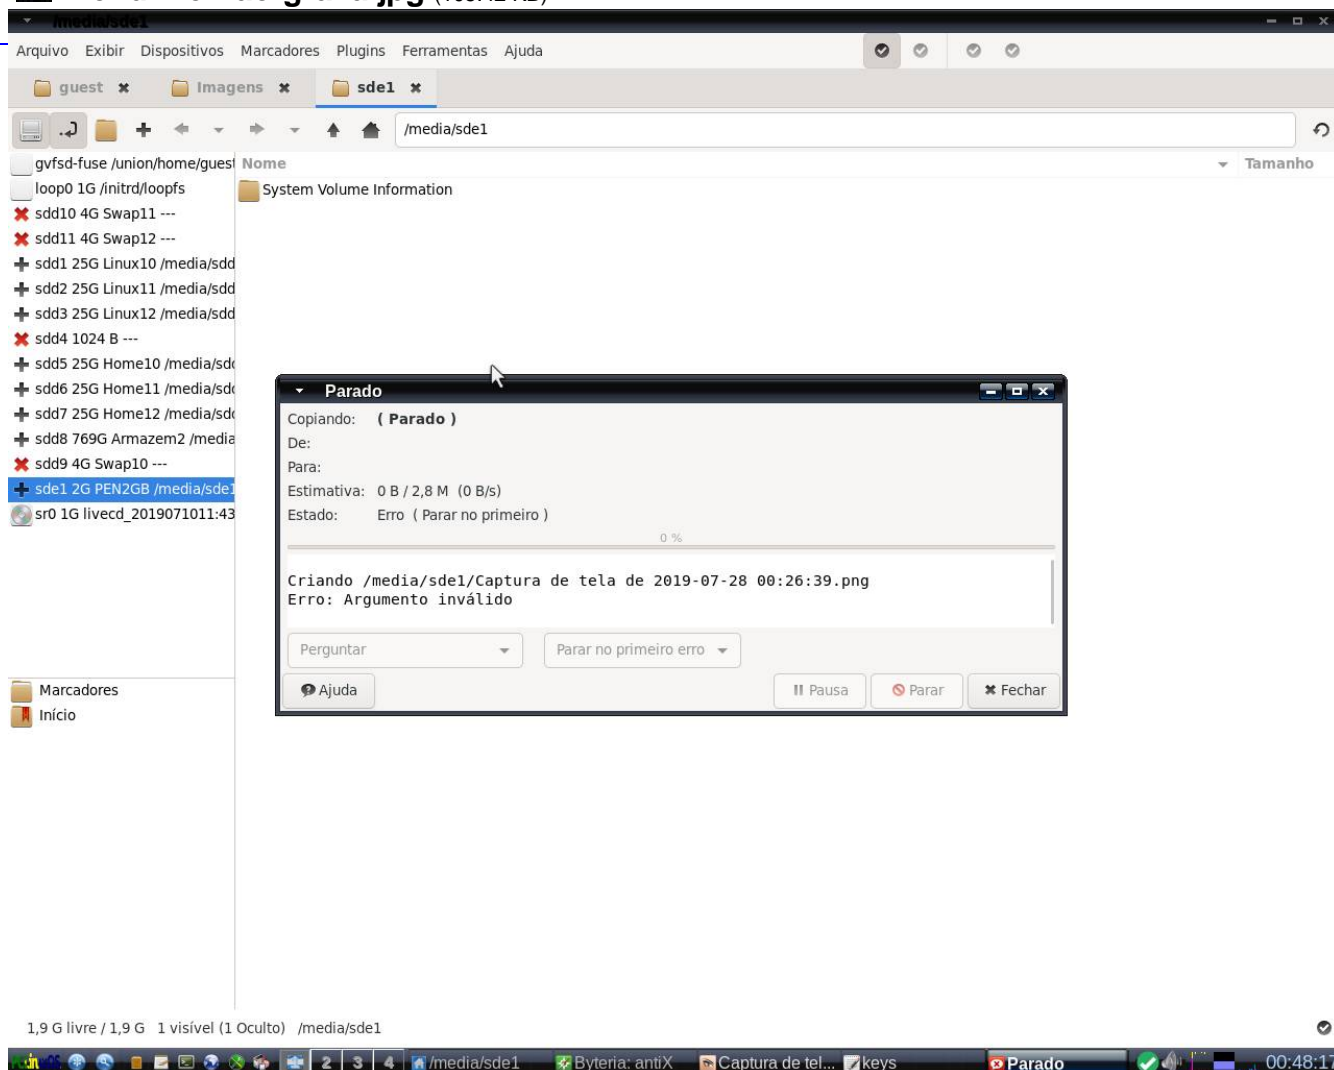 .jpg
/media/sde1
Arquivo Exibir Dispositivos Marcadores Plugins Ferramentas Ajuda
guest Imagens sde1
/media/sde1
gvfsd-fuse /union/home/guest Nome Tamanho
loop0 1G /initrd/loopfs System Volume Information
sdd10 4G Swap11 ---
sdd11 4G Swap12 ---
sdd1 25G Linux10 /media/sdd
sdd2 25G Linux11 /media/sdd
sdd3 25G Linux12 /media/sdd
sdd4 1024 B ---
sdd5 25G Home10 /media/sdd
sdd6 25G Home11 /media/sdd
sdd7 25G Home12 /media/sdd
sdd8 769G Armazem2 /media
sdd9 4G Swap10 ---
sde1 2G PEN2GB /media/sde1
sr0 1G livecd_2019071011:43
Parado
Copiando: ( Parado )
De:
Para:
Estimativa: 0 B / 2,8 M (0 B/s)
Estado: Erro ( Parar no primeiro )
0 %
Criando /media/sde1/Captura de tela de 2019-07-28 00:26:39.png
Erro: Argumento inválido
Perguntar Parar no primeiro erro
Ajuda Pausa Parar Fechar
Marcadores
Início
1,9 G livre / 1,9 G 1 visível (1 Oculto) /media/sde1
2 3 4 /media/sde1 Byteria: antiX Captura de tel... keys Parado 00:48:17